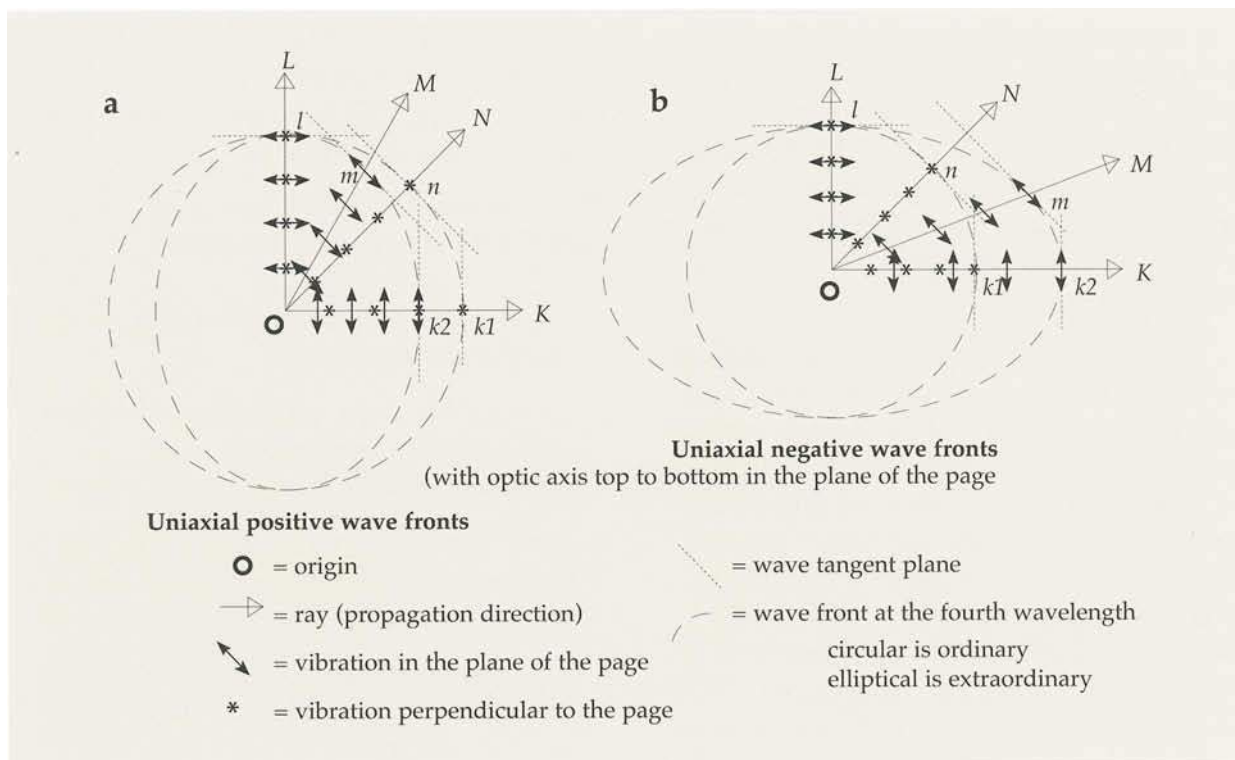 a
L
M
N
l
m
n
k2
k1
K
O
b
L
N
M
l
n
m
k1
k2
K
O
Uniaxial negative wave fronts
(with optic axis top to bottom in the plane of the page
Uniaxial positive wave fronts
O = origin
= ray (propagation direction)
= vibration in the plane of the page
* = vibration perpendicular to the page
= wave tangent plane
= wave front at the fourth wavelength
circular is ordinary
elliptical is extraordinary